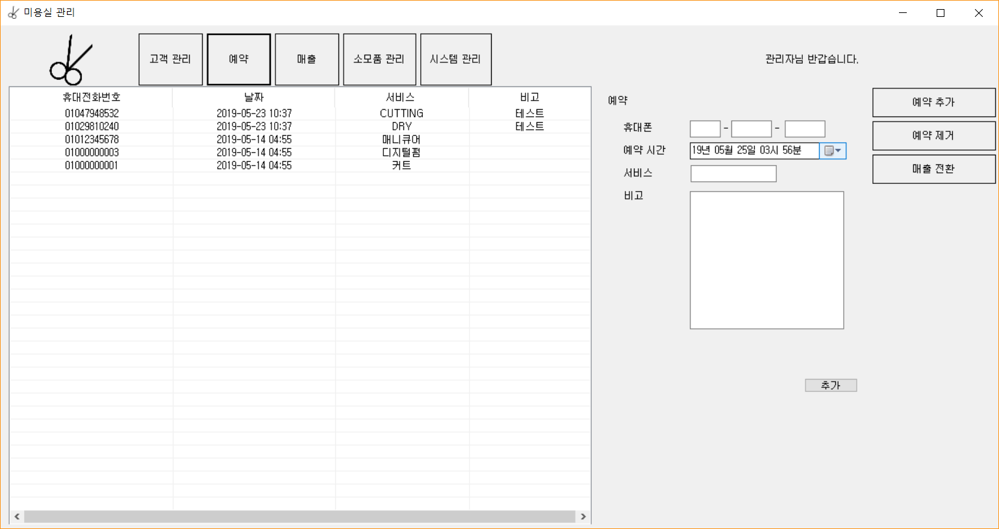 미용실 관리
고객 관리 예약 매출 소모품 관리 시스템 관리 관리자님 반갑습니다.
휴대전화번호 날짜 서비스 비고
01047948532 2019-05-23 10:37 CUTTING 테스트
01029810240 2019-05-23 10:37 DRY 테스트
01012345678 2019-05-14 04:55 매니큐어
01000000003 2019-05-14 04:55 디지털펌
01000000001 2019-05-14 04:55 커트
예약
휴대폰 - -
예약 시간 19년 05월 25일 03시 56분
서비스
비고
추가
예약 추가
예약 제거
매출 전환